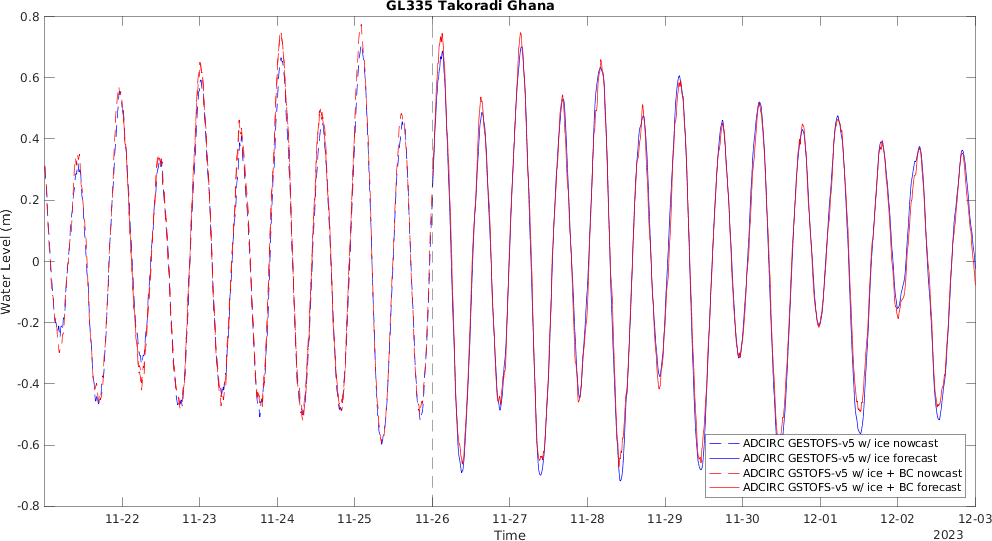 GL335 Takoradi Ghana
0.8
0.6
0.4
0.2
0
-0.2
-0.4
-0.6
-0.8
Water Level (m)
ADCIRC GESTOFS-v5 w/ ice nowcast
ADCIRC GESTOFS-v5 w/ ice forecast
ADCIRC GSTOFS-v5 w/ ice + BC nowcast
ADCIRC GSTOFS-v5 w/ ice + BC forecast
11-22 11-23 11-24 11-25 11-26 11-27 11-28 11-29 11-30 12-01 12-02 12-03
Time
2023